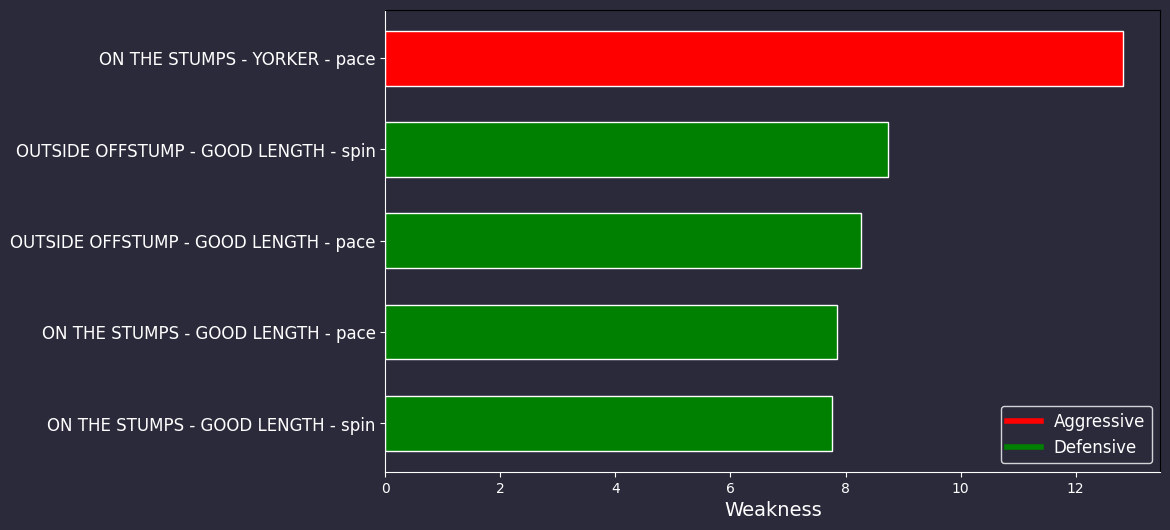 ON THE STUMPS - YORKER - pace
OUTSIDE OFFSTUMP - GOOD LENGTH - spin
OUTSIDE OFFSTUMP - GOOD LENGTH - pace
ON THE STUMPS - GOOD LENGTH - pace
ON THE STUMPS - GOOD LENGTH - spin
Aggressive
Defensive
0 2 4 6 8 10 12
Weakness